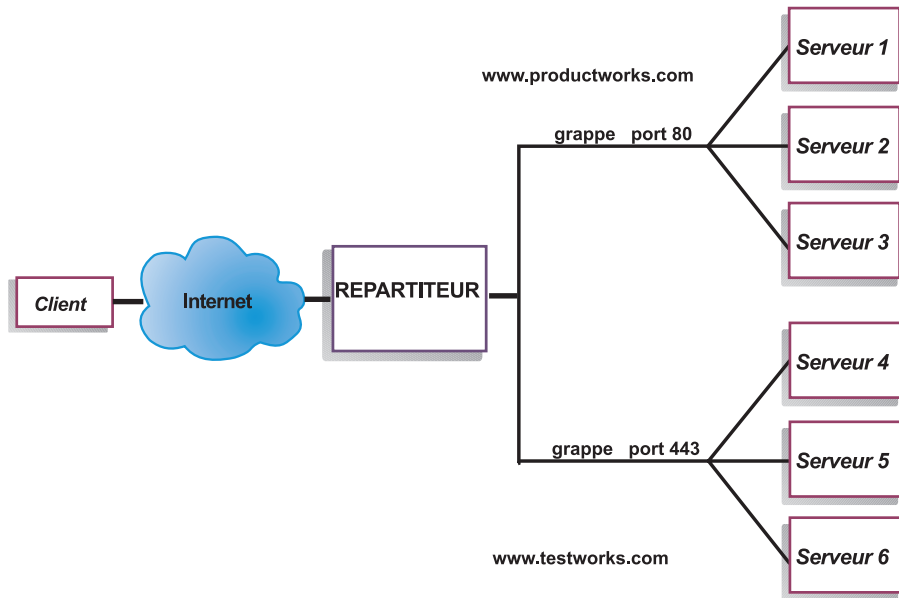 Serveur 1
www.productworks.com
grappe port 80
Serveur 2
Serveur 3
Client
Internet
REPARTITEUR
Serveur 4
grappe port 443
Serveur 5
www.testworks.com
Serveur 6